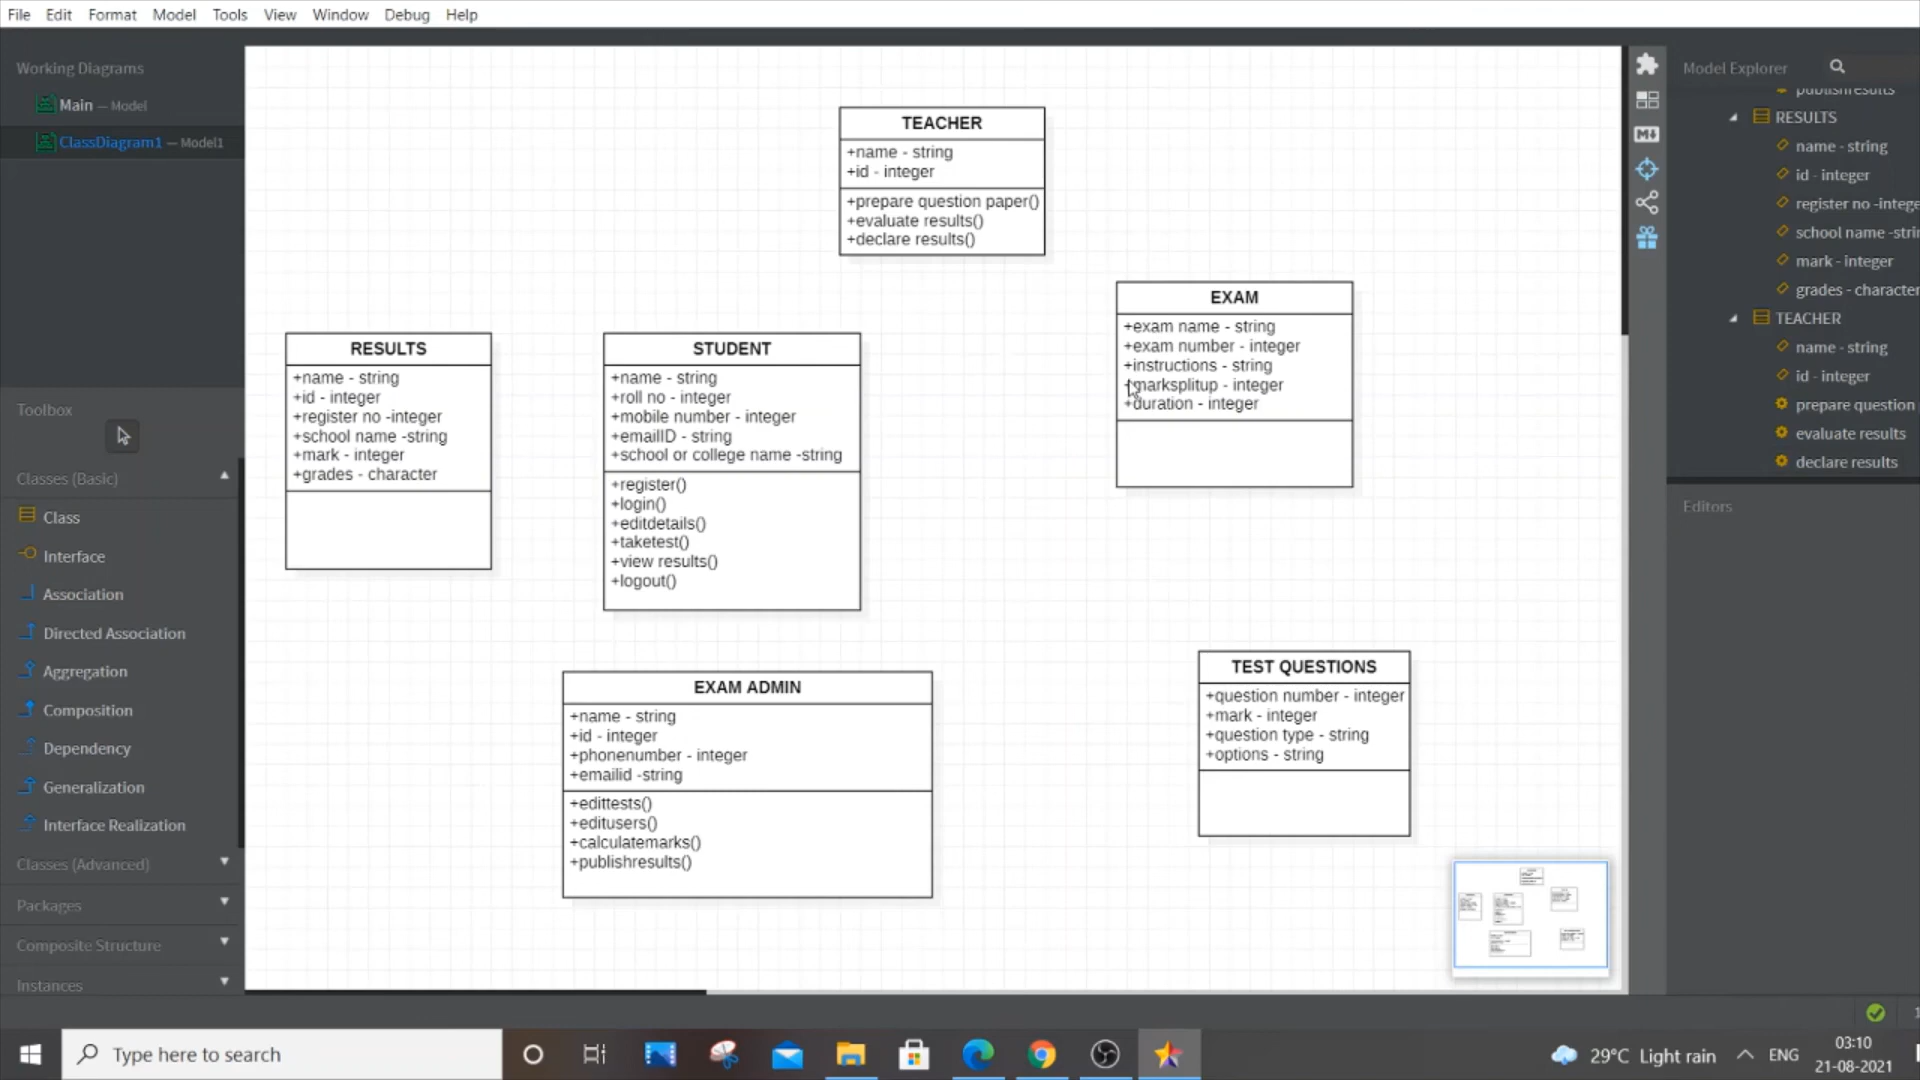 File Edit Format Model Tools View Window Debug Help
Working Diagrams
Main — Model
ClassDiagram1 — Model1
Toolbox
Classes (Basic)
Class
Interface
Association
Directed Association
Aggregation
Composition
Dependency
Generalization
Interface Realization
Classes (Advanced)
Packages
Composite Structure
Instances
TEACHER
+name - string
+id - integer
+prepare question paper()
+evaluate results()
+declare results()
EXAM
+exam name - string
+exam number - integer
+instructions - string
+marksplitup - integer
+duration - integer
RESULTS
+name - string
+id - integer
+register no -integer
+school name -string
+mark - integer
+grades - character
STUDENT
+name - string
+roll no - integer
+mobile number - integer
+emailID - string
+school or college name -string
+register()
+login()
+editdetails()
+taketest()
+view results()
+logout()
EXAM ADMIN
+name - string
+id - integer
+phonenumber - integer
+emailid -string
+edittests()
+editusers()
+calculatemarks()
+publishresults()
TEST QUESTIONS
+question number - integer
+mark - integer
+question type - string
+options - string
M
Model Explorer
publishresults
RESULTS
name - string
id - integer
register no -intege
school name -strin
mark - integer
grades - character
TEACHER
name - string
id - integer
prepare question
evaluate results
declare results
Editors
Type here to search
29°C Light rain
ENG
03:10
21-08-2021